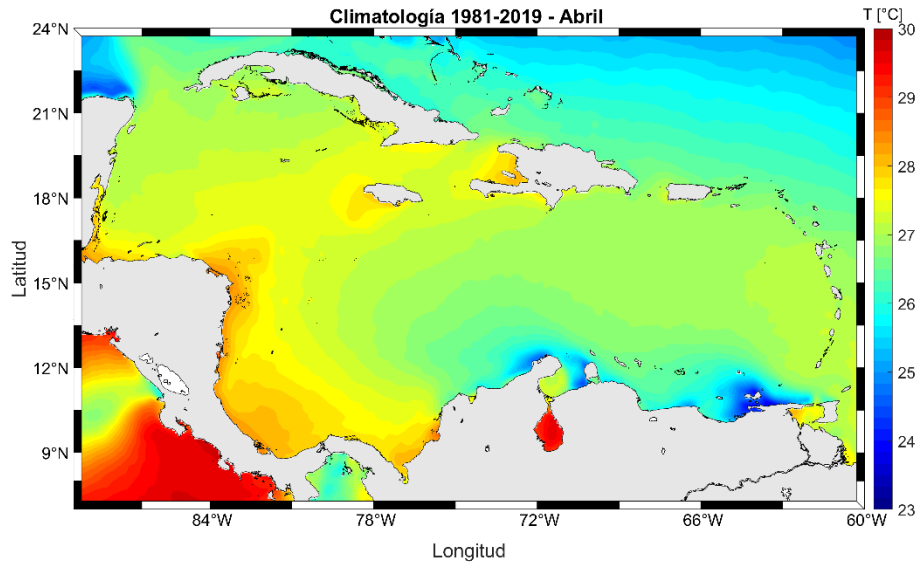 Climatología 1981-2019 - Abril
T [°C]
24°N
21°N
18°N
15°N
12°N
9°N
Latitud
84°W
78°W
72°W
66°W
60°W
Longitud
30
29
28
27
26
25
24
23